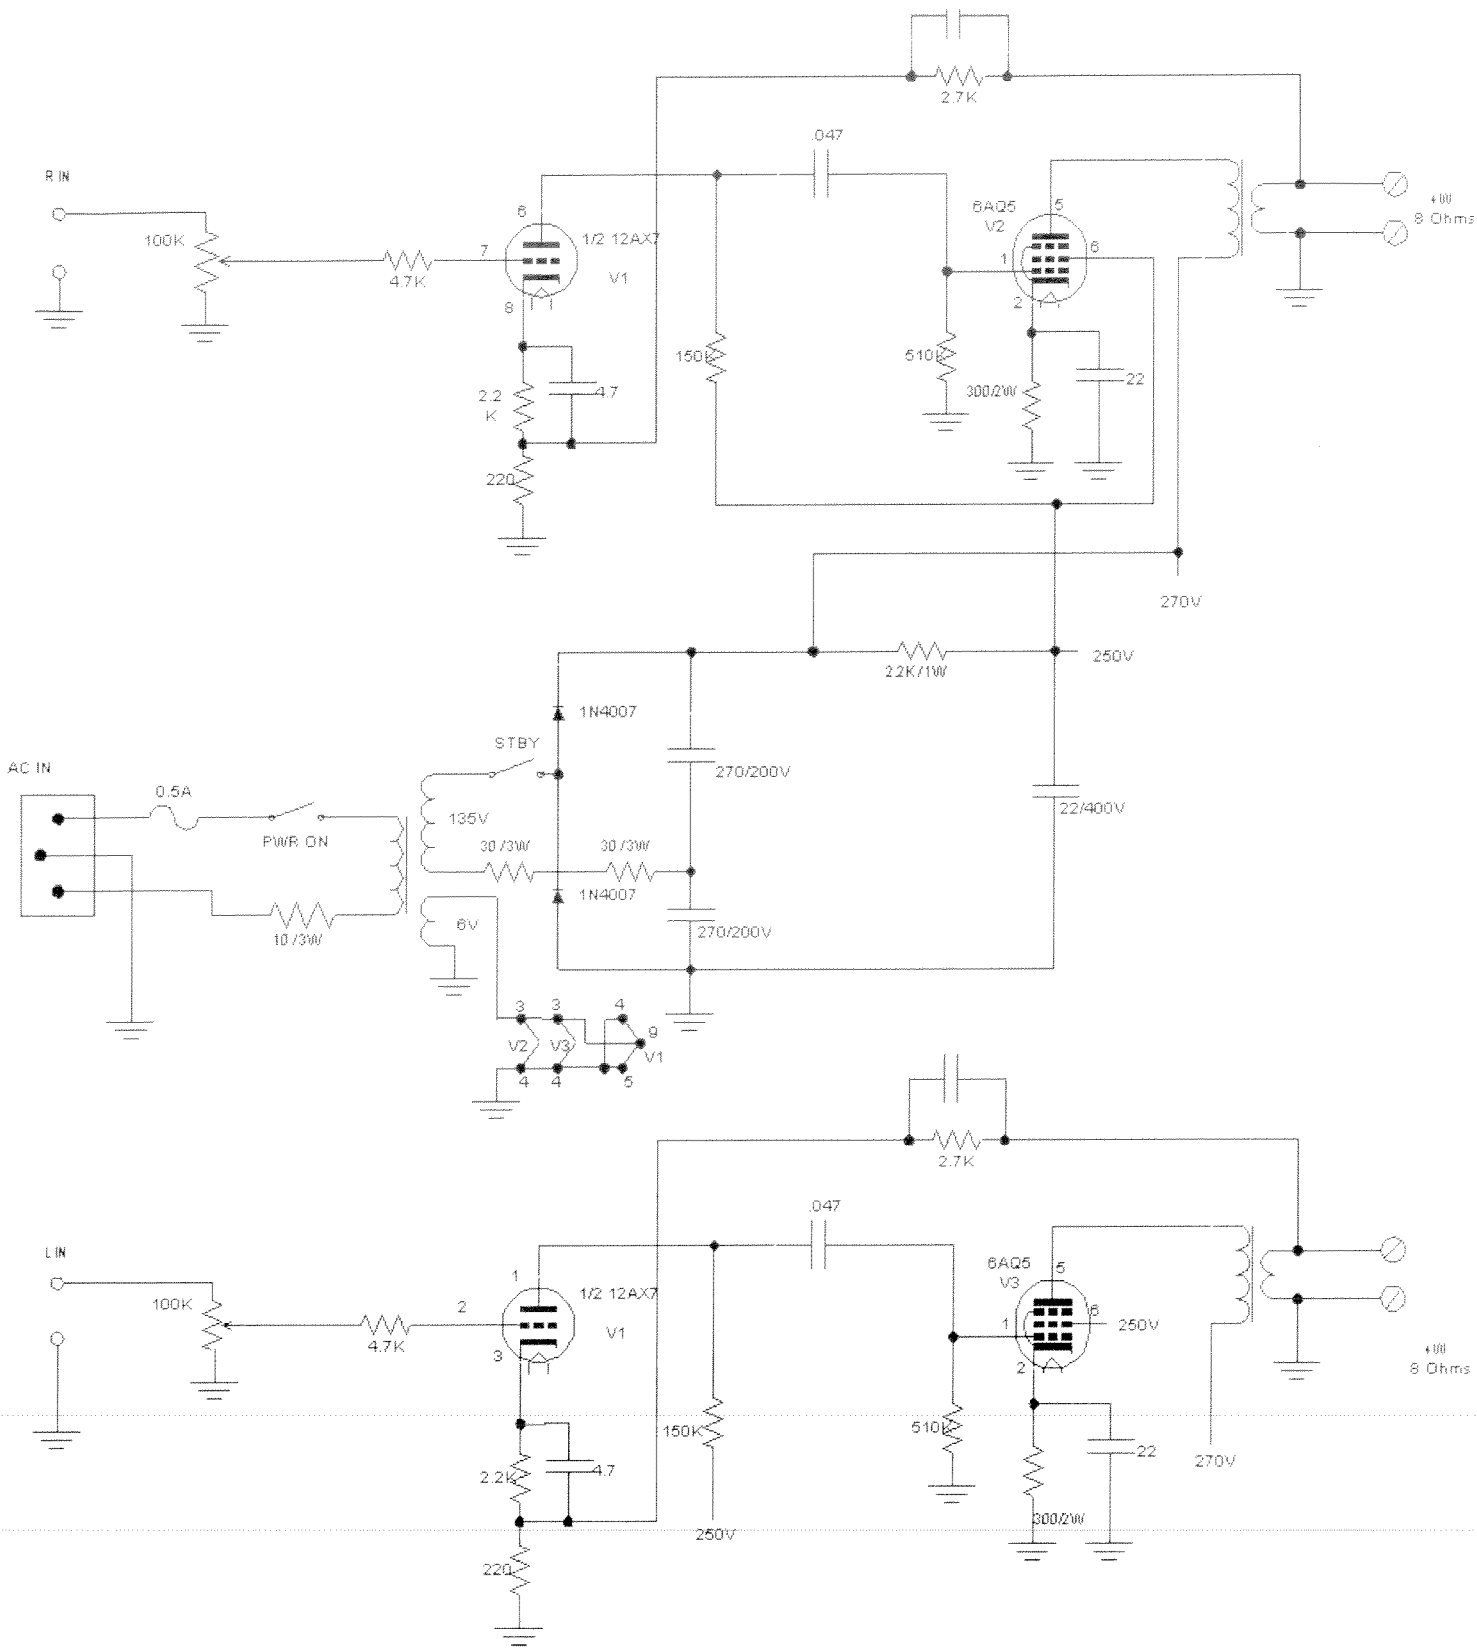 2.7K
.047
R IN
100K
4.7K
6
7
8
1/2 12AX7
V1
6AQ5
V2
5
6
1
2
4W
8 Ohms
2.2
K
4.7
220
150K
510K
300/2W
22
270V
250V
2.2K/1W
1N4007
STBY
AC IN
0.5A
PWR ON
135V
30 /3W
30 /3W
270/200V
22/400V
1N4007
10 /3W
6V
270/200V
3
3
4
9
V2
V3
V1
4
4
5
2.7K
.047
L IN
100K
4.7K
1
2
3
1/2 12AX7
V1
6AQ5
V3
5
6
1
2
250V
4W
8 Ohms
2.2K
4.7
220
150K
250V
510K
300/2W
22
270V